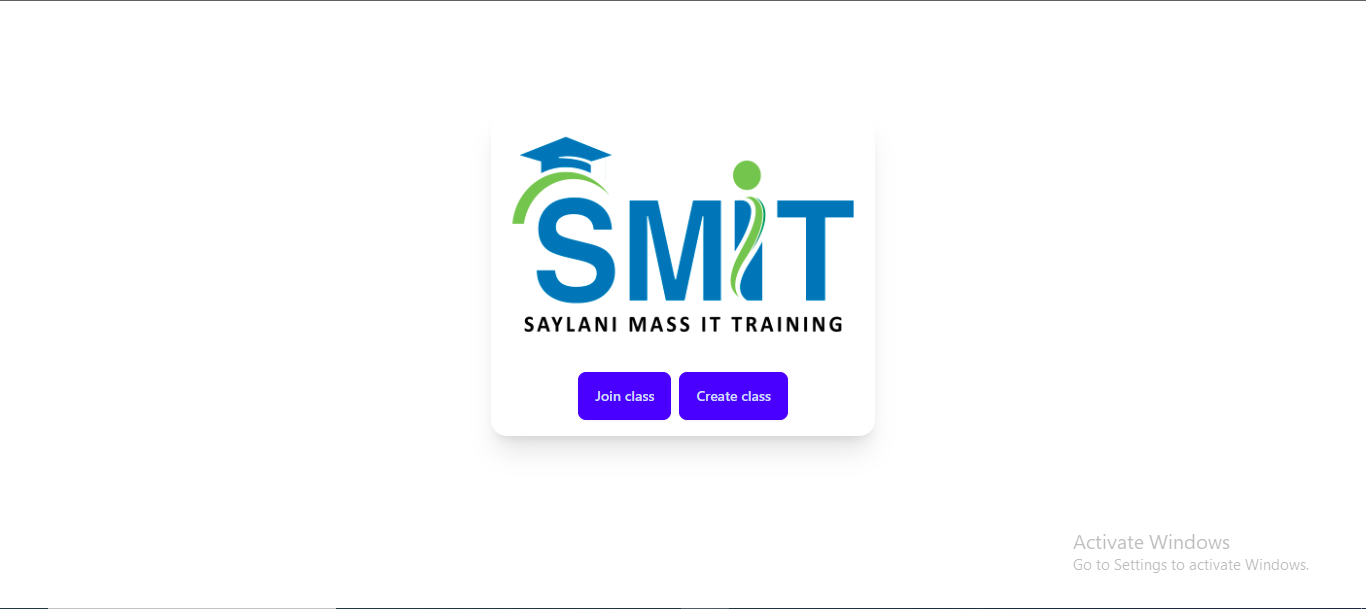 SMiT
SAYLANI MASS IT TRAINING
Join class
Create class
Activate Windows
Go to Settings to activate Windows.